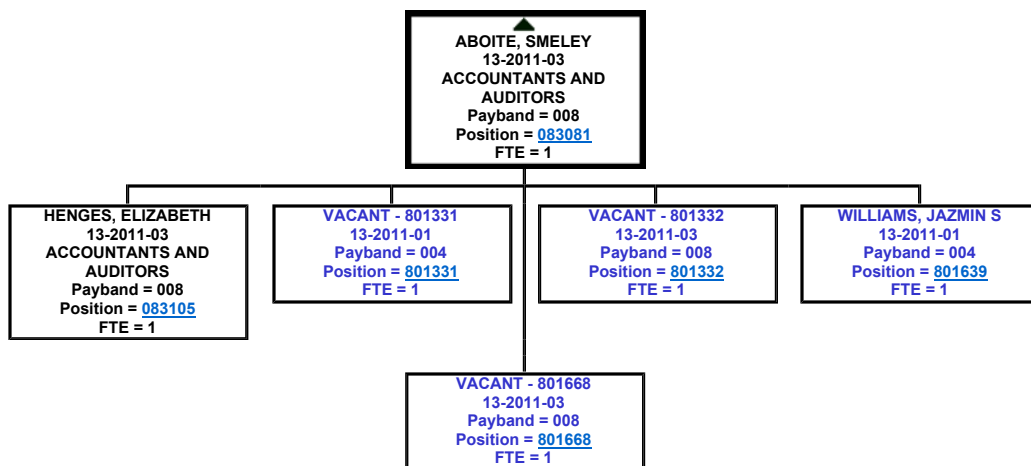 ABOITE, SMELEY
13-2011-03
ACCOUNTANTS AND
AUDITORS
Payband = 008
Position = 083081
FTE = 1
HENGES, ELIZABETH
13-2011-03
ACCOUNTANTS AND
AUDITORS
Payband = 008
Position = 083105
FTE = 1
VACANT - 801331
13-2011-01
Payband = 004
Position = 801331
FTE = 1
VACANT - 801332
13-2011-03
Payband = 008
Position = 801332
FTE = 1
WILLIAMS, JAZMIN S
13-2011-01
Payband = 004
Position = 801639
FTE = 1
VACANT - 801668
13-2011-03
Payband = 008
Position = 801668
FTE = 1